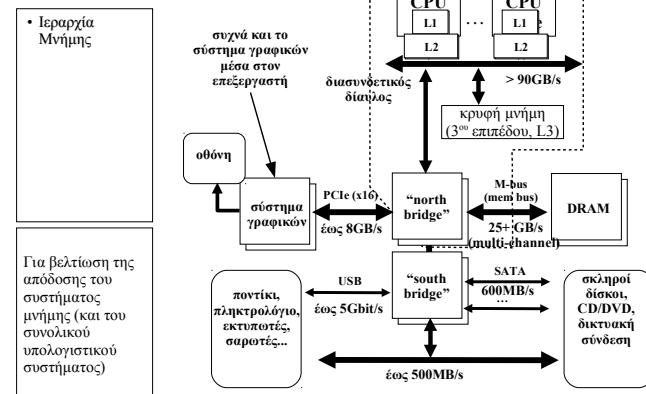 • Ιεραρχία
Μνήμης
Για βελτίωση της
απόδοσης του
συστήματος
μνήμης (και του
συνολικού
υπολογιστικού
συστήματος)
CPU
CPU
L1
...
L1
L2
L2
συχνά και το
σύστημα γραφικών
μέσα στον
επεξεργαστή
διασυνδετικός
δίαυλος
> 90GB/s
κρυφή μνήμη
(3ου επιπέδου, L3)
οθόνη
σύστημα
γραφικών
PCIe (x16)
έως 8GB/s
“north
bridge”
M-bus
(mem bus)
25+ GB/s
(multi-channel)
DRAM
ποντίκι,
πληκτρολόγιο,
εκτυπωτές,
σαρωτές...
USB
έως 5Gbit/s
“south
bridge”
SATA
600MB/s
...
σκληροί
δίσκοι,
CD/DVD,
δικτυακή
σύνδεση
έως 500MB/s